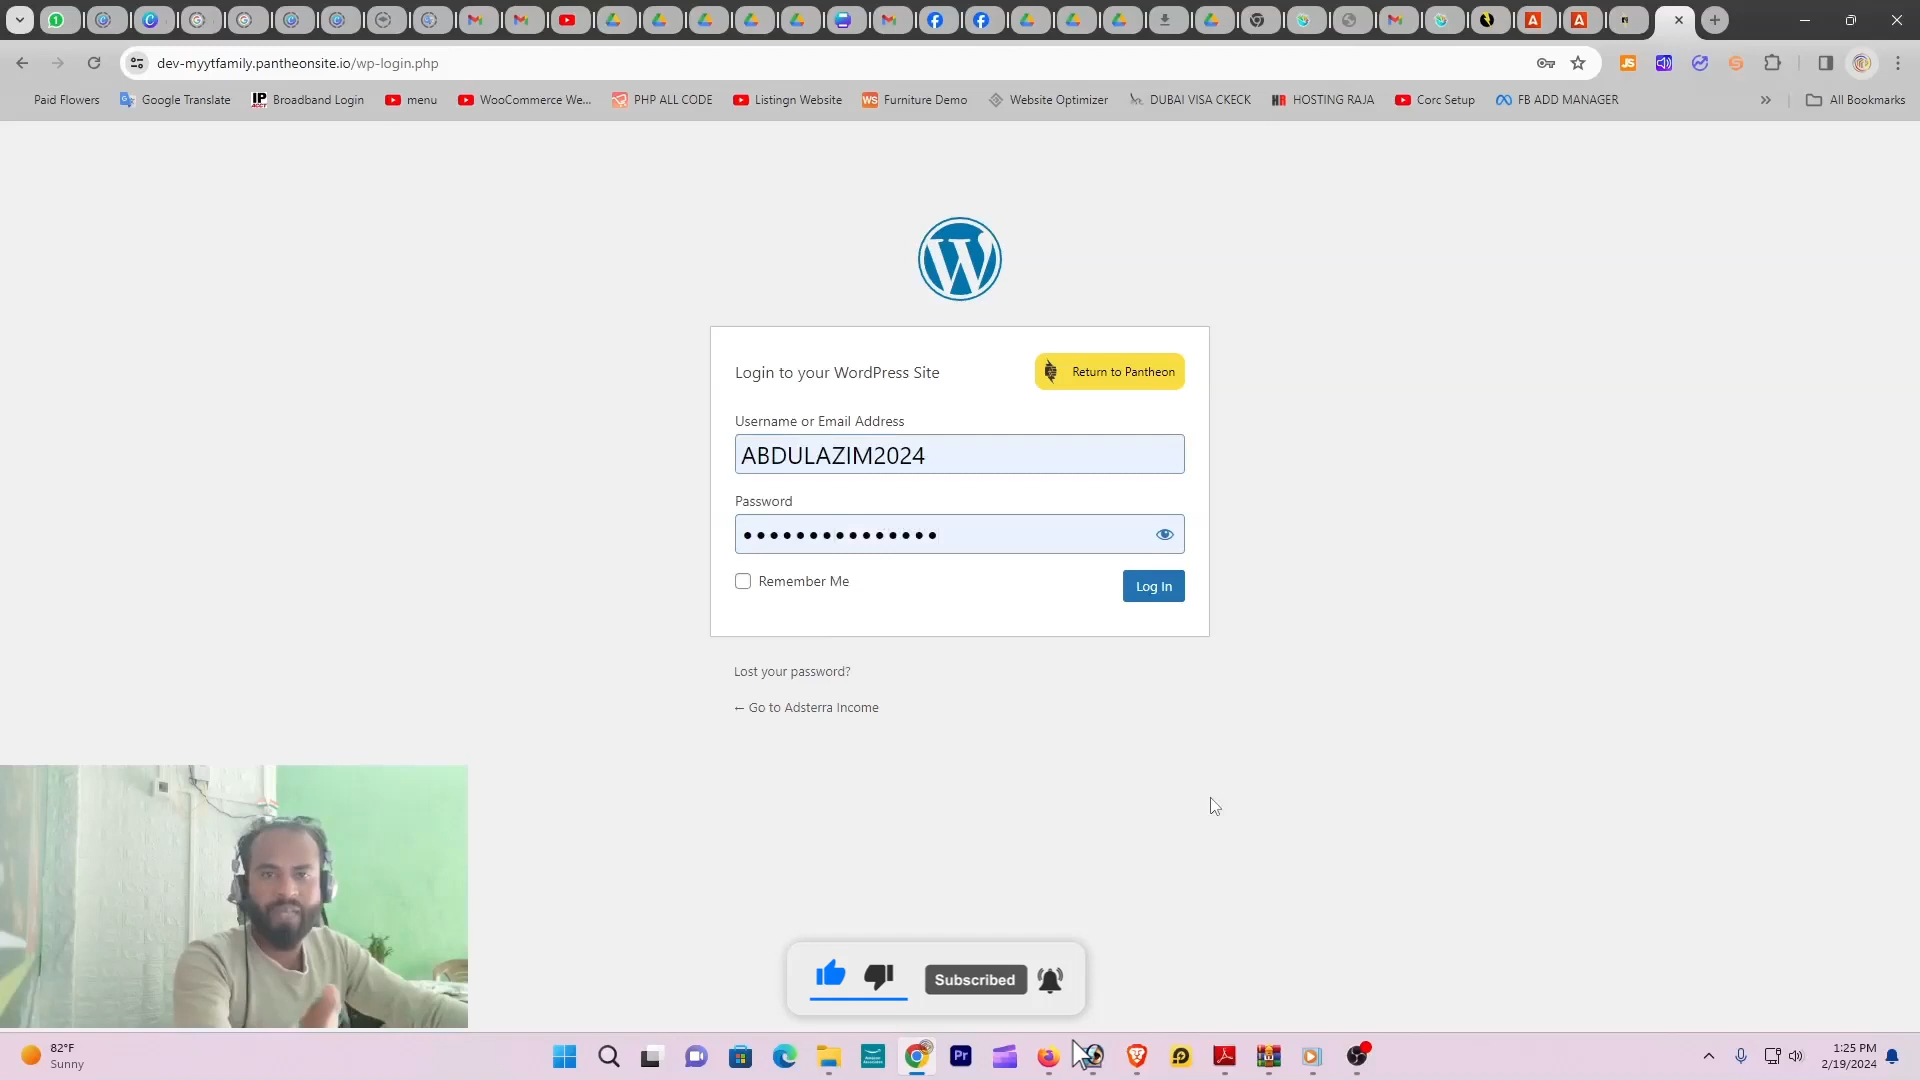 dev-myytfamily.pantheonsite.io/wp-login.php
Paid Flowers
Google Translate
Broadband Login
menu
WooCommerce We...
PHP ALL CODE
Listingn Website
Furniture Demo
Website Optimizer
DUBAI VISA CKECK
HOSTING RAJA
Corc Setup
FB ADD MANAGER
All Bookmarks
Login to your WordPress Site
Return to Pantheon
Username or Email Address
ABDULAZIM2024
Password
Remember Me
Log In
Lost your password?
← Go to Adsterra Income
Subscribed
82°F
Sunny
1:25 PM
2/19/2024